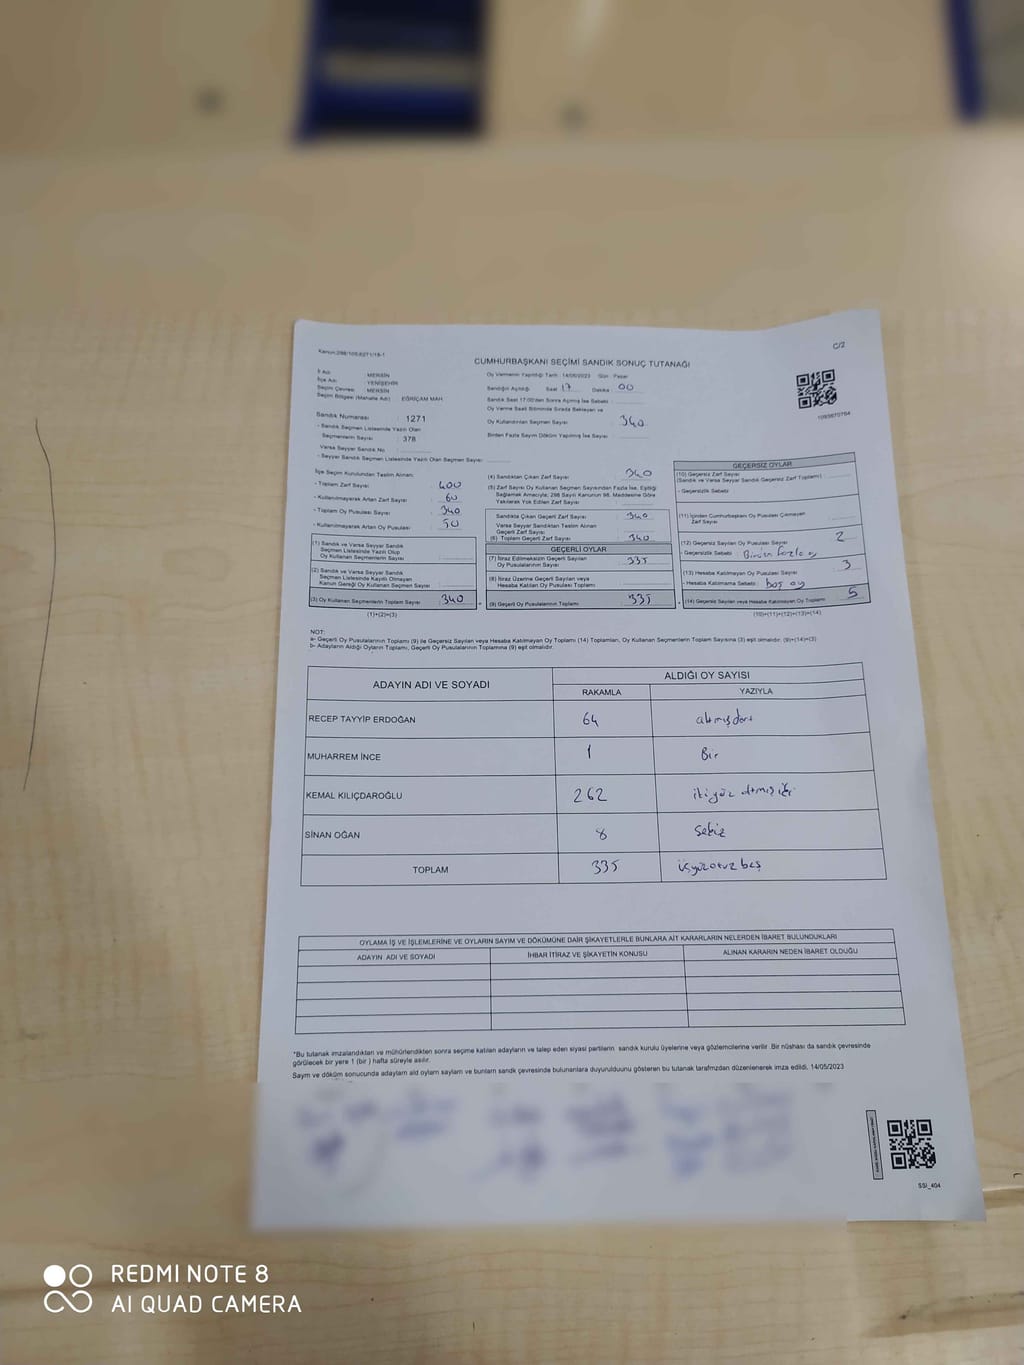 Kanun:298/105,6271/18-1
C/2
CUMHURBAŞKANI SEÇİMİ SANDIK SONUÇ TUTANAĞI
İl Adı : MERSİN
İlçe Adı : YENİŞEHİR
Seçim Çevresi : MERSİN
Seçim Bölgesi (Mahalle Adı) : EĞRİÇAM MAH
Sandık Numarası : 1271
- Sandık Seçmen Listesinde Yazılı Olan
Seçmenlerin Sayısı : 378
Varsa Seyyar Sandık No
- Seyyar Sandık Seçmen Listesinde Yazılı Olan Seçmen Sayısı
Oy Vermenin Yapıldığı Tarih : 14/05/2023 Gün : Pazar
Sandığın Açıldığı Saat 17 Dakika 00
Sandık Saat 17:00'den Sonra Açılmış İse Sebebi
Oy Verme Saati Bitiminde Sırada Bekleyen ve
Oy Kullandırılan Seçmen Sayısı 340
Birden Fazla Sayım Döküm Yapılmış İse Sayısı
1093670764
İlçe Seçim Kurulundan Teslim Alınan:
- Toplam Zarf Sayısı 400
- Kullanılmayarak Artan Zarf Sayısı 60
- Toplam Oy Pusulası Sayısı 340
- Kullanılmayarak Artan Oy Pusulası 50
(1) Sandık ve Varsa Seyyar Sandık
Seçmen Listesinde Yazılı Olup
Oy Kullanan Seçmenlerin Sayısı
(2) Sandık ve Varsa Seyyar Sandık
Seçmen Listesinde Kayıtlı Olmayan
Kanun Gereği Oy Kullanan Seçmen Sayısı
(3) Oy Kullanan Seçmenlerin Toplam Sayısı 340
(1)+(2)=(3)
(4) Sandıktan Çıkan Zarf Sayısı 340
(5) Zarf Sayısı Oy Kullanan Seçmen Sayısından Fazla İse, Eşitliği
Sağlamak Amacıyla; 298 Sayılı Kanunun 98. Maddesine Göre
Yakılarak Yok Edilen Zarf Sayısı
Sandıkta Çıkan Geçerli Zarf Sayısı 340
Varsa Seyyar Sandıktan Teslim Alınan
Geçerli Zarf Sayısı
(6) Toplam Geçerli Zarf Sayısı 340
GEÇERLİ OYLAR
(7) İtiraz Edilmeksizin Geçerli Sayılan
Oy Pusulalarının Sayısı 335
(8) İtiraz Üzerine Geçerli Sayılan veya
Hesaba Katılan Oy Pusulası Toplamı
(9) Geçerli Oy Pusulalarının Toplamı 335
GEÇERSİZ OYLAR
(10) Geçersiz Zarf Sayısı
(Sandık ve Varsa Seyyar Sandık Geçersiz Zarf Toplamı)
- Geçersizlik Sebebi
(11) İçinden Cumhurbaşkanı Oy Pusulası Çıkmayan
Zarf Sayısı
(12) Geçersiz Sayılan Oy Pusulası Sayısı 2
- Geçersizlik Sebebi : Birden fazla oy
(13) Hesaba Katılmayan Oy Pusulası Sayısı 3
- Hesaba Katılmama Sebebi : boş oy
(14) Geçersiz Sayılan veya Hesaba Katılmayan Oy Toplamı 5
(10)+(11)+(12)+(13)=(14)
NOT:
a- Geçerli Oy Pusulalarının Toplamı (9) ile Geçersiz Sayılan veya Hesaba Katılmayan Oy Toplamı (14) Toplamları, Oy Kullanan Seçmenlerin Toplam Sayısına (3) eşit olmalıdır. (9)+(14)=(3)
b- Adayların Aldığı Oyların Toplamı, Geçerli Oy Pusulalarının Toplamına (9) eşit olmalıdır.
ADAYIN ADI VE SOYADI ALDIĞI OY SAYISI
RAKAMLA YAZIYLA
RECEP TAYYİP ERDOĞAN 64 altmışdört
MUHARREM İNCE 1 Bir
KEMAL KILIÇDAROĞLU 262 ikiyüz altmışiki
SİNAN OĞAN 8 sekiz
TOPLAM 335 üçyüzotuzbeş
OYLAMA İŞ VE İŞLEMLERİNE VE OYLARIN SAYIM VE DÖKÜMÜNE DAİR ŞİKAYETLERLE BUNLARA AİT KARARLARIN NELERDEN İBARET BULUNDUKLARI
ADAYIN ADI VE SOYADI İHBAR İTİRAZ VE ŞİKAYETİN KONUSU ALINAN KARARIN NEDEN İBARET OLDUĞU
*Bu tutanak imzalandıktan ve mühürlendikten sonra seçime katılan adayların ve talep eden siyasi partilerin sandık kurulu üyelerine veya gözlemcilerine verilir .Bir nüshası da sandık çevresinde
görülecek bir yere 1 (bir ) hafta süreyle asılır.
Sayım ve döküm sonucunda adayların ald oyların sayları ve bunların sandk çevresinde bulunanlara duyurulduunu gösteren bu tutanak tarafmzdan düzenlenerek imza edildi, 14/05/2023
SSI_404
REDMI NOTE 8
AI QUAD CAMERA